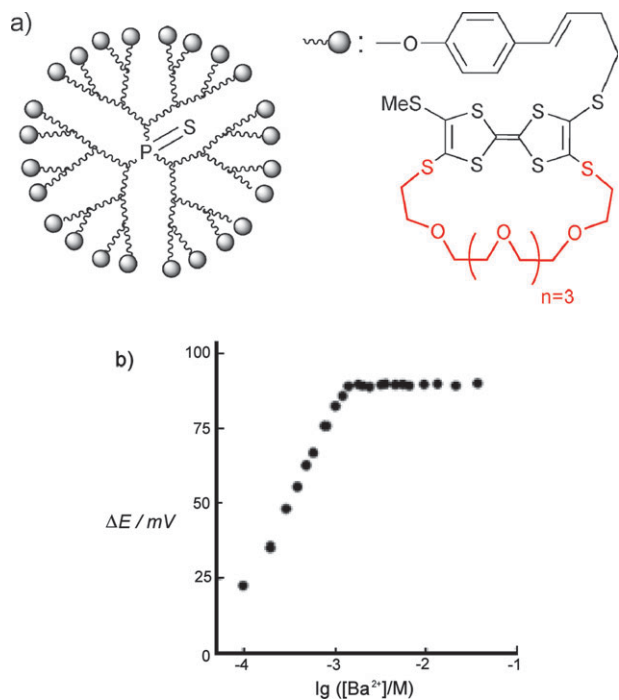 a)
P
S
: O
MeS
S
S
S
S
S
S
S
O
O
O
n=3
b)
100
75
50
25
0
ΔE / mV
-4
-3
-2
-1
lg ([Ba²⁺]/M)